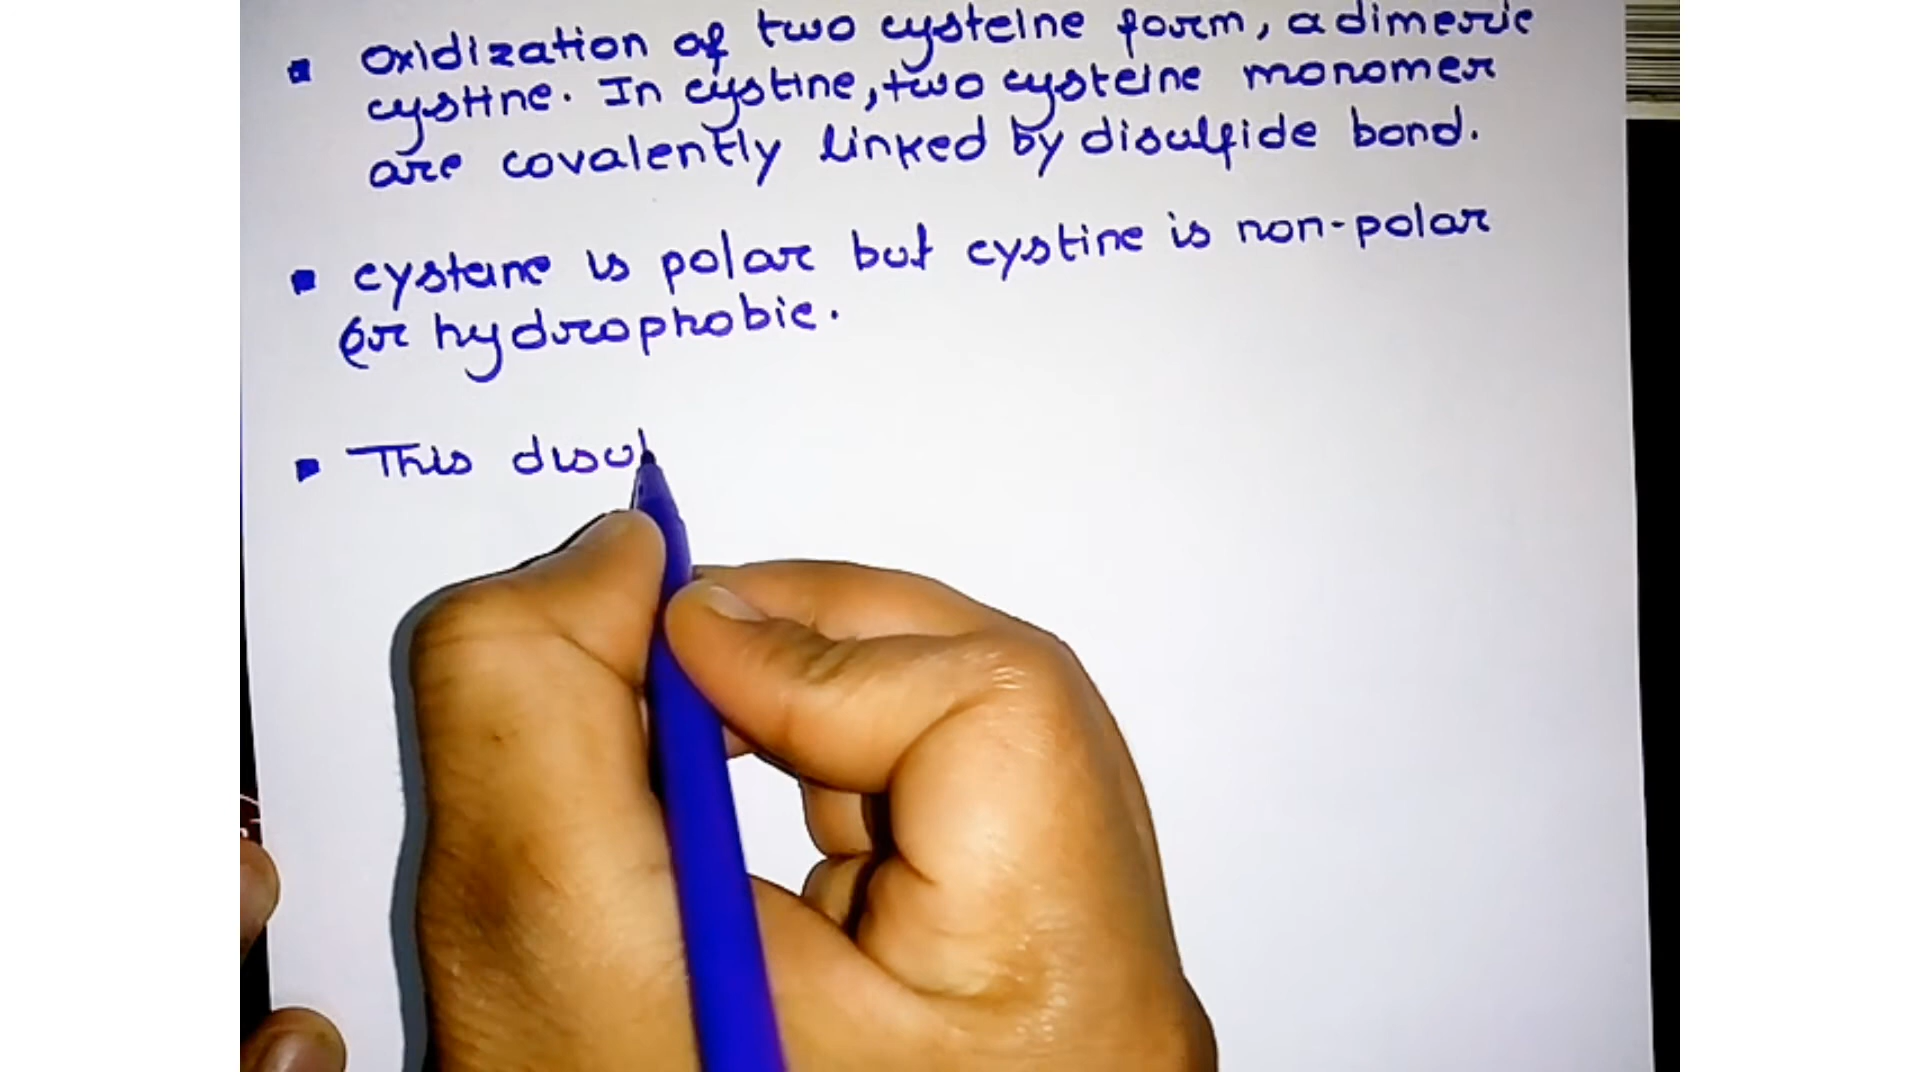 Oxidization of two cysteine form, a dimeric
cystine. In cystine, two cysteine monomer
are covalently linked by disulfide bond.
cysteine is polar but cystine is non-polar
or hydrophobic.
This disul